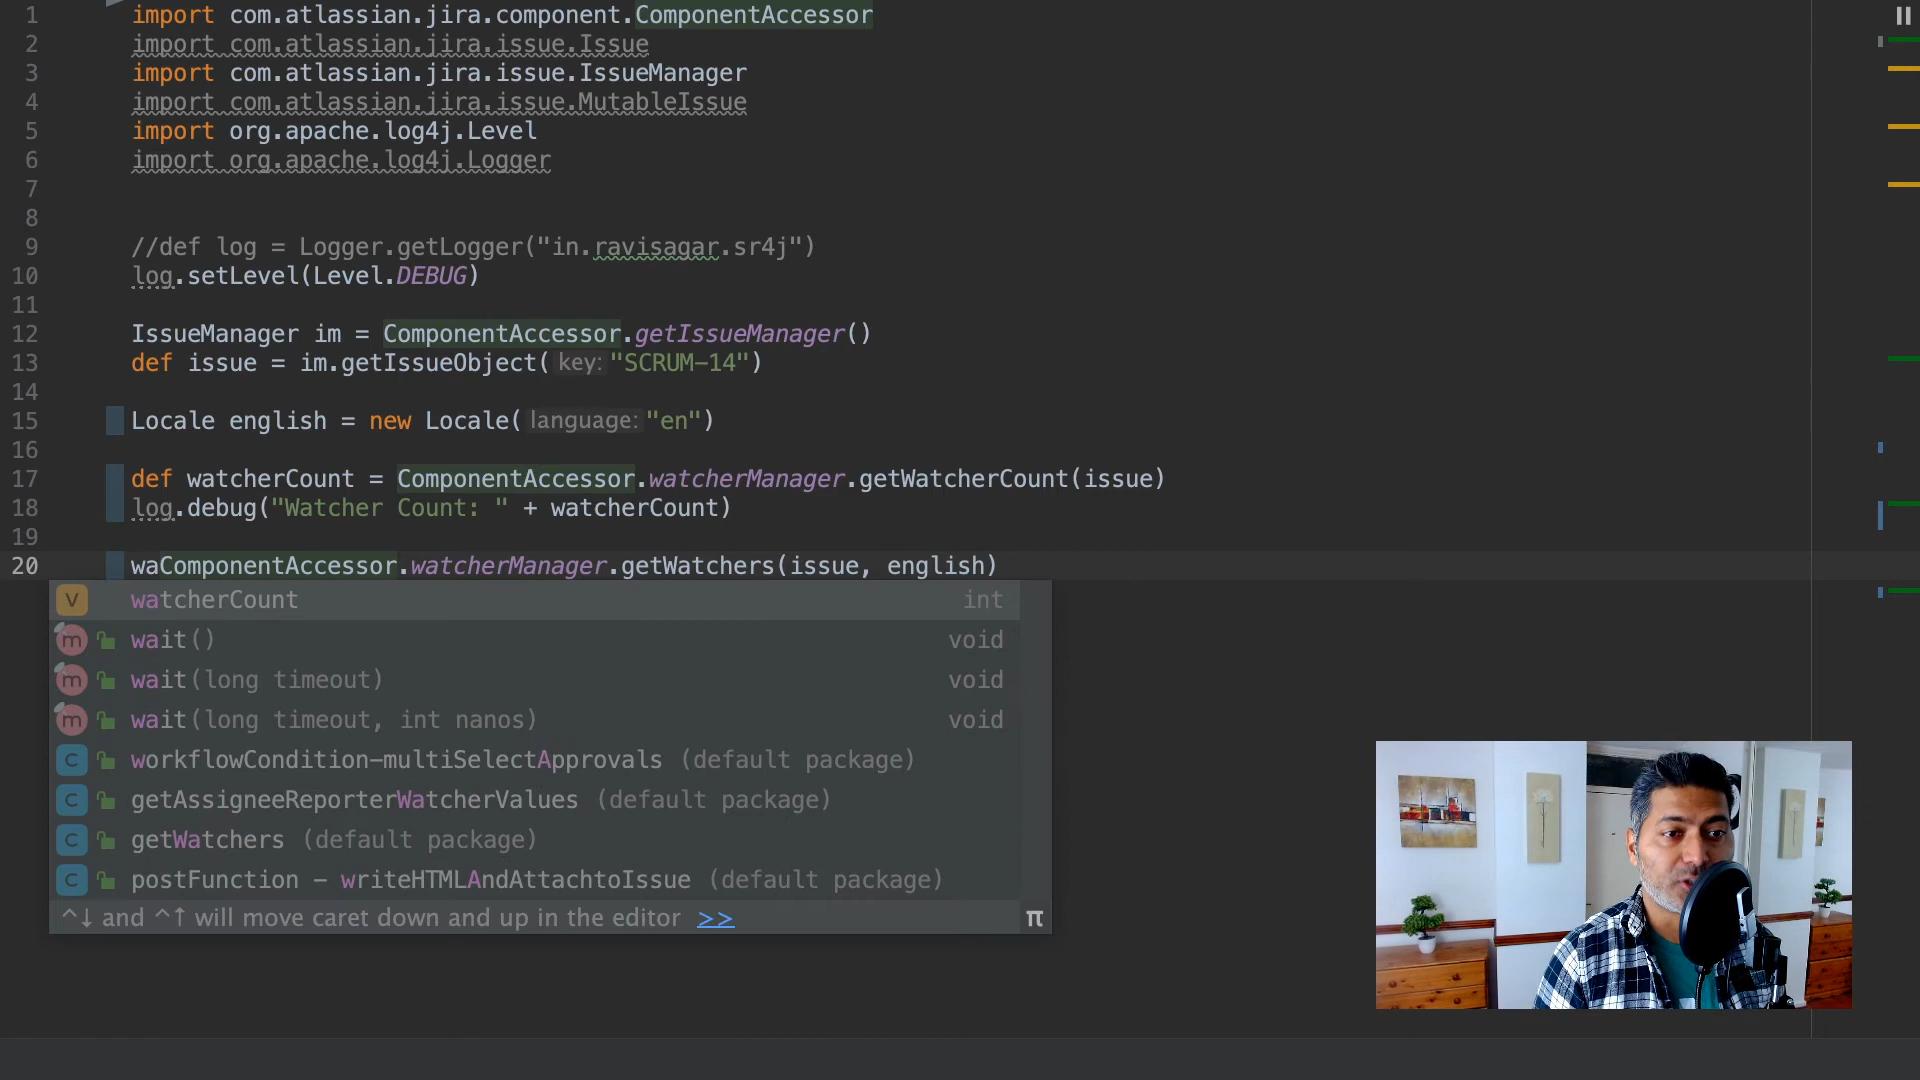 1 import com.atlassian.jira.component.ComponentAccessor
2 import com.atlassian.jira.issue.Issue
3 import com.atlassian.jira.issue.IssueManager
4 import com.atlassian.jira.issue.MutableIssue
5 import org.apache.log4j.Level
6 import org.apache.log4j.Logger
7
8
9 //def log = Logger.getLogger("in.ravisagar.sr4j")
10 log.setLevel(Level.DEBUG)
11
12 IssueManager im = ComponentAccessor.getIssueManager()
13 def issue = im.getIssueObject( key: "SCRUM-14")
14
15 Locale english = new Locale( language: "en")
16
17 def watcherCount = ComponentAccessor.watcherManager.getWatcherCount(issue)
18 log.debug("Watcher Count: " + watcherCount)
19
20 waComponentAccessor.watcherManager.getWatchers(issue, english)
V watcherCount int
m wait() void
m wait(long timeout) void
m wait(long timeout, int nanos) void
C workflowCondition-multiSelectApprovals (default package)
C getAssigneeReporterWatcherValues (default package)
C getWatchers (default package)
C postFunction - writeHTMLAndAttachtoIssue (default package)
^↓ and ^↑ will move caret down and up in the editor >> π